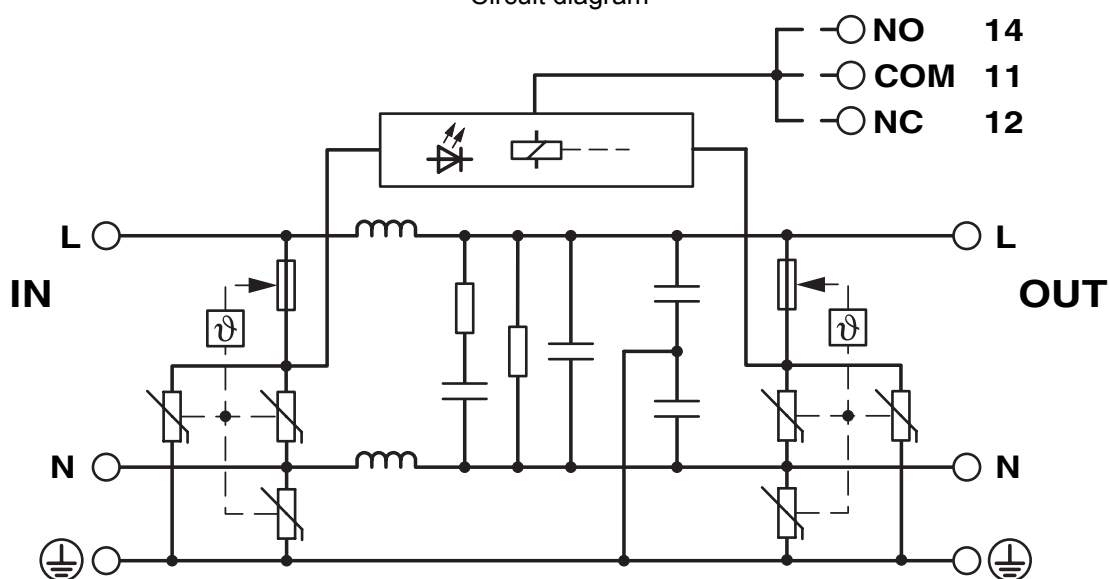 Circuit diagram
NO 14
COM 11
NC 12
L L
IN OUT
ϑ ϑ
N N